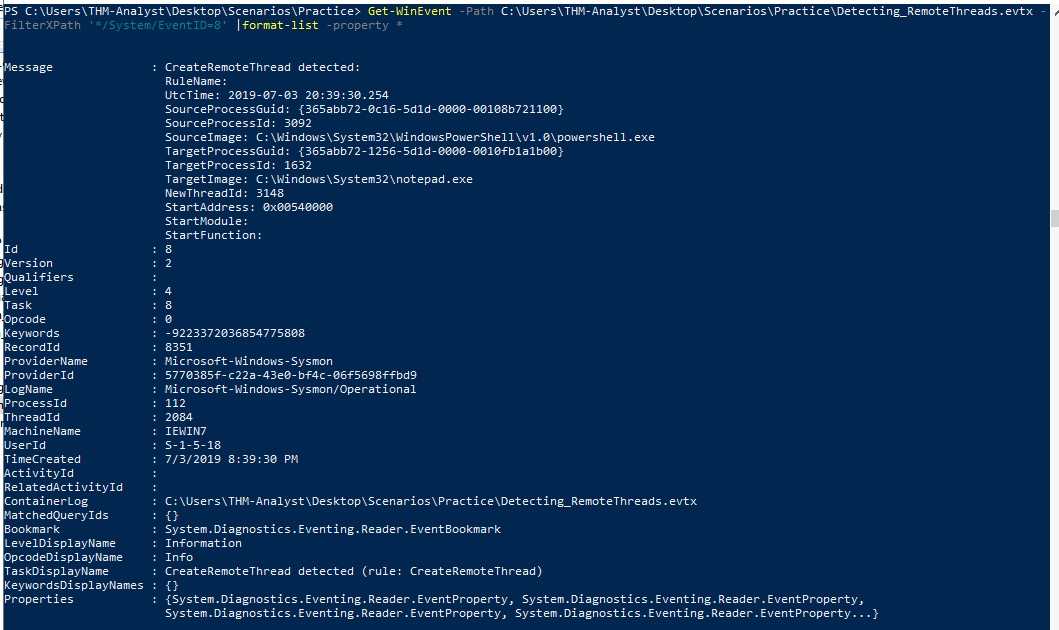 PS C:\Users\THM-Analyst\Desktop\Scenarios\Practice> Get-WinEvent -Path C:\Users\THM-Analyst\Desktop\Scenarios\Practice\Detecting_RemoteThreads.evtx -
FilterXPath '*/System/EventID=8' |format-list -property *
Message : CreateRemoteThread detected:
RuleName:
UtcTime: 2019-07-03 20:39:30.254
SourceProcessGuid: {365abb72-0c16-5d1d-0000-00108b721100}
SourceProcessId: 3092
SourceImage: C:\Windows\System32\WindowsPowerShell\v1.0\powershell.exe
TargetProcessGuid: {365abb72-1256-5d1d-0000-0010fb1a1b00}
TargetProcessId: 1632
TargetImage: C:\Windows\System32\notepad.exe
NewThreadId: 3148
StartAddress: 0x00540000
StartModule:
StartFunction:
Id : 8
Version : 2
Qualifiers :
Level : 4
Task : 8
Opcode : 0
Keywords : -9223372036854775808
RecordId : 8351
ProviderName : Microsoft-Windows-Sysmon
ProviderId : 5770385f-c22a-43e0-bf4c-06f5698ffbd9
LogName : Microsoft-Windows-Sysmon/Operational
ProcessId : 112
ThreadId : 2084
MachineName : IEWIN7
UserId : S-1-5-18
TimeCreated : 7/3/2019 8:39:30 PM
ActivityId :
RelatedActivityId :
ContainerLog : C:\Users\THM-Analyst\Desktop\Scenarios\Practice\Detecting_RemoteThreads.evtx
MatchedQueryIds : {}
Bookmark : System.Diagnostics.Eventing.Reader.EventBookmark
LevelDisplayName : Information
OpcodeDisplayName : Info
TaskDisplayName : CreateRemoteThread detected (rule: CreateRemoteThread)
KeywordsDisplayNames : {}
Properties : {System.Diagnostics.Eventing.Reader.EventProperty, System.Diagnostics.Eventing.Reader.EventProperty,
System.Diagnostics.Eventing.Reader.EventProperty, System.Diagnostics.Eventing.Reader.EventProperty...}